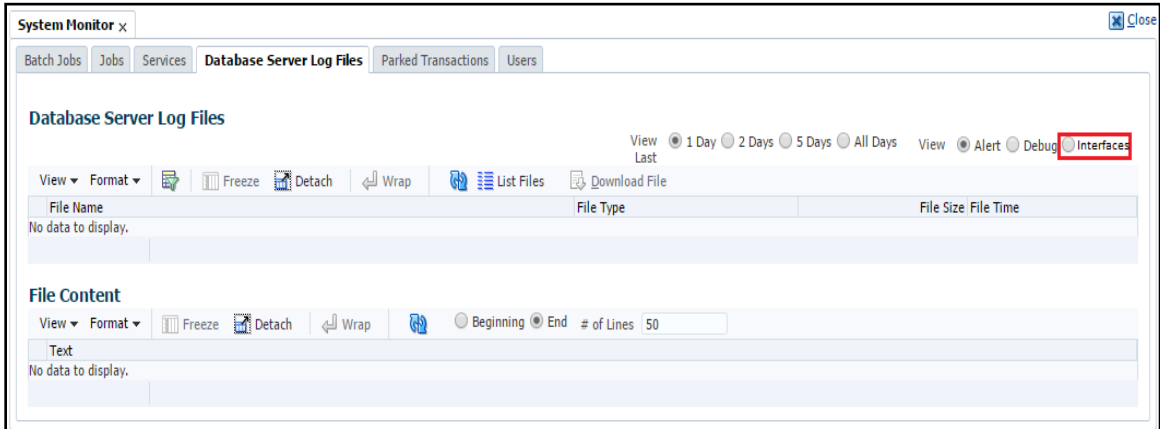 System Monitor x Close
Batch Jobs Jobs Services Database Server Log Files Parked Transactions Users
Database Server Log Files
View Last 1 Day 2 Days 5 Days All Days View Alert Debug Interfaces
View Format Freeze Detach Wrap List Files Download File
File Name File Type File Size File Time
No data to display.
File Content
View Format Freeze Detach Wrap Beginning End # of Lines 50
Text
No data to display.